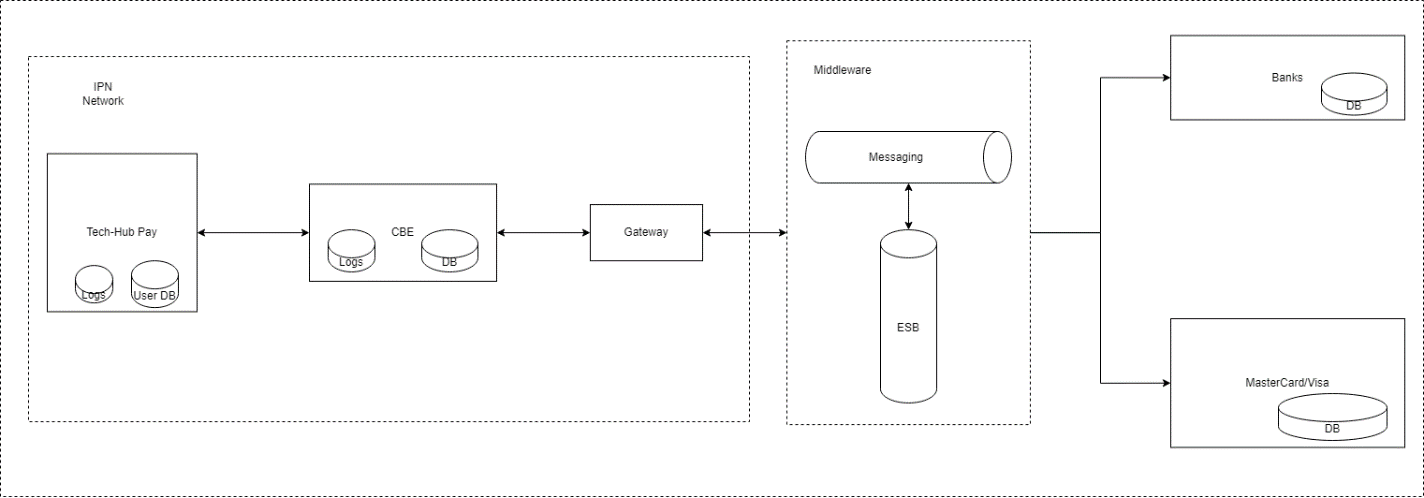 IPN
Network
Tech-Hub Pay
Logs
User DB
CBE
Logs
DB
Gateway
Middleware
Messaging
ESB
Banks
DB
MasterCard/Visa
DB